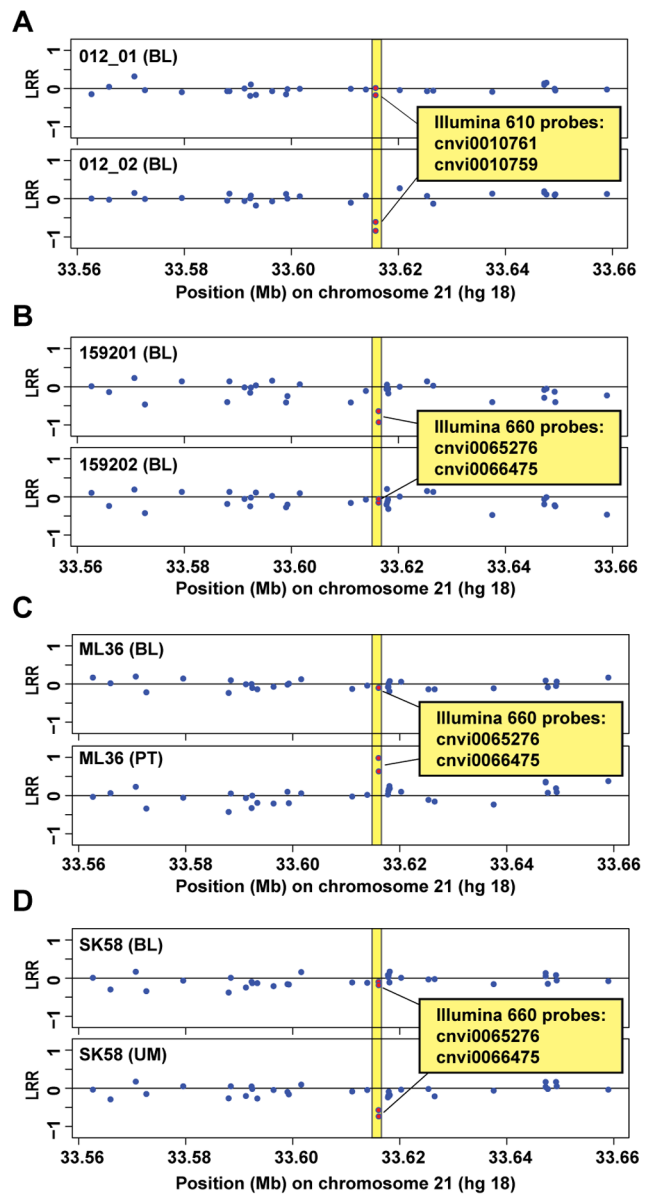 A
LRR
1
0
−1
012_01 (BL)
Illumina 610 probes:
cnvi0010761
cnvi0010759
LRR
1
0
−1
012_02 (BL)
33.56 33.58 33.60 33.62 33.64 33.66
Position (Mb) on chromosome 21 (hg 18)
B
LRR
1
0
−1
159201 (BL)
Illumina 660 probes:
cnvi0065276
cnvi0066475
LRR
1
0
−1
159202 (BL)
33.56 33.58 33.60 33.62 33.64 33.66
Position (Mb) on chromosome 21 (hg 18)
C
LRR
1
0
−1
ML36 (BL)
Illumina 660 probes:
cnvi0065276
cnvi0066475
LRR
1
0
−1
ML36 (PT)
33.56 33.58 33.60 33.62 33.64 33.66
Position (Mb) on chromosome 21 (hg 18)
D
LRR
1
0
−1
SK58 (BL)
Illumina 660 probes:
cnvi0065276
cnvi0066475
LRR
1
0
−1
SK58 (UM)
33.56 33.58 33.60 33.62 33.64 33.66
Position (Mb) on chromosome 21 (hg 18)